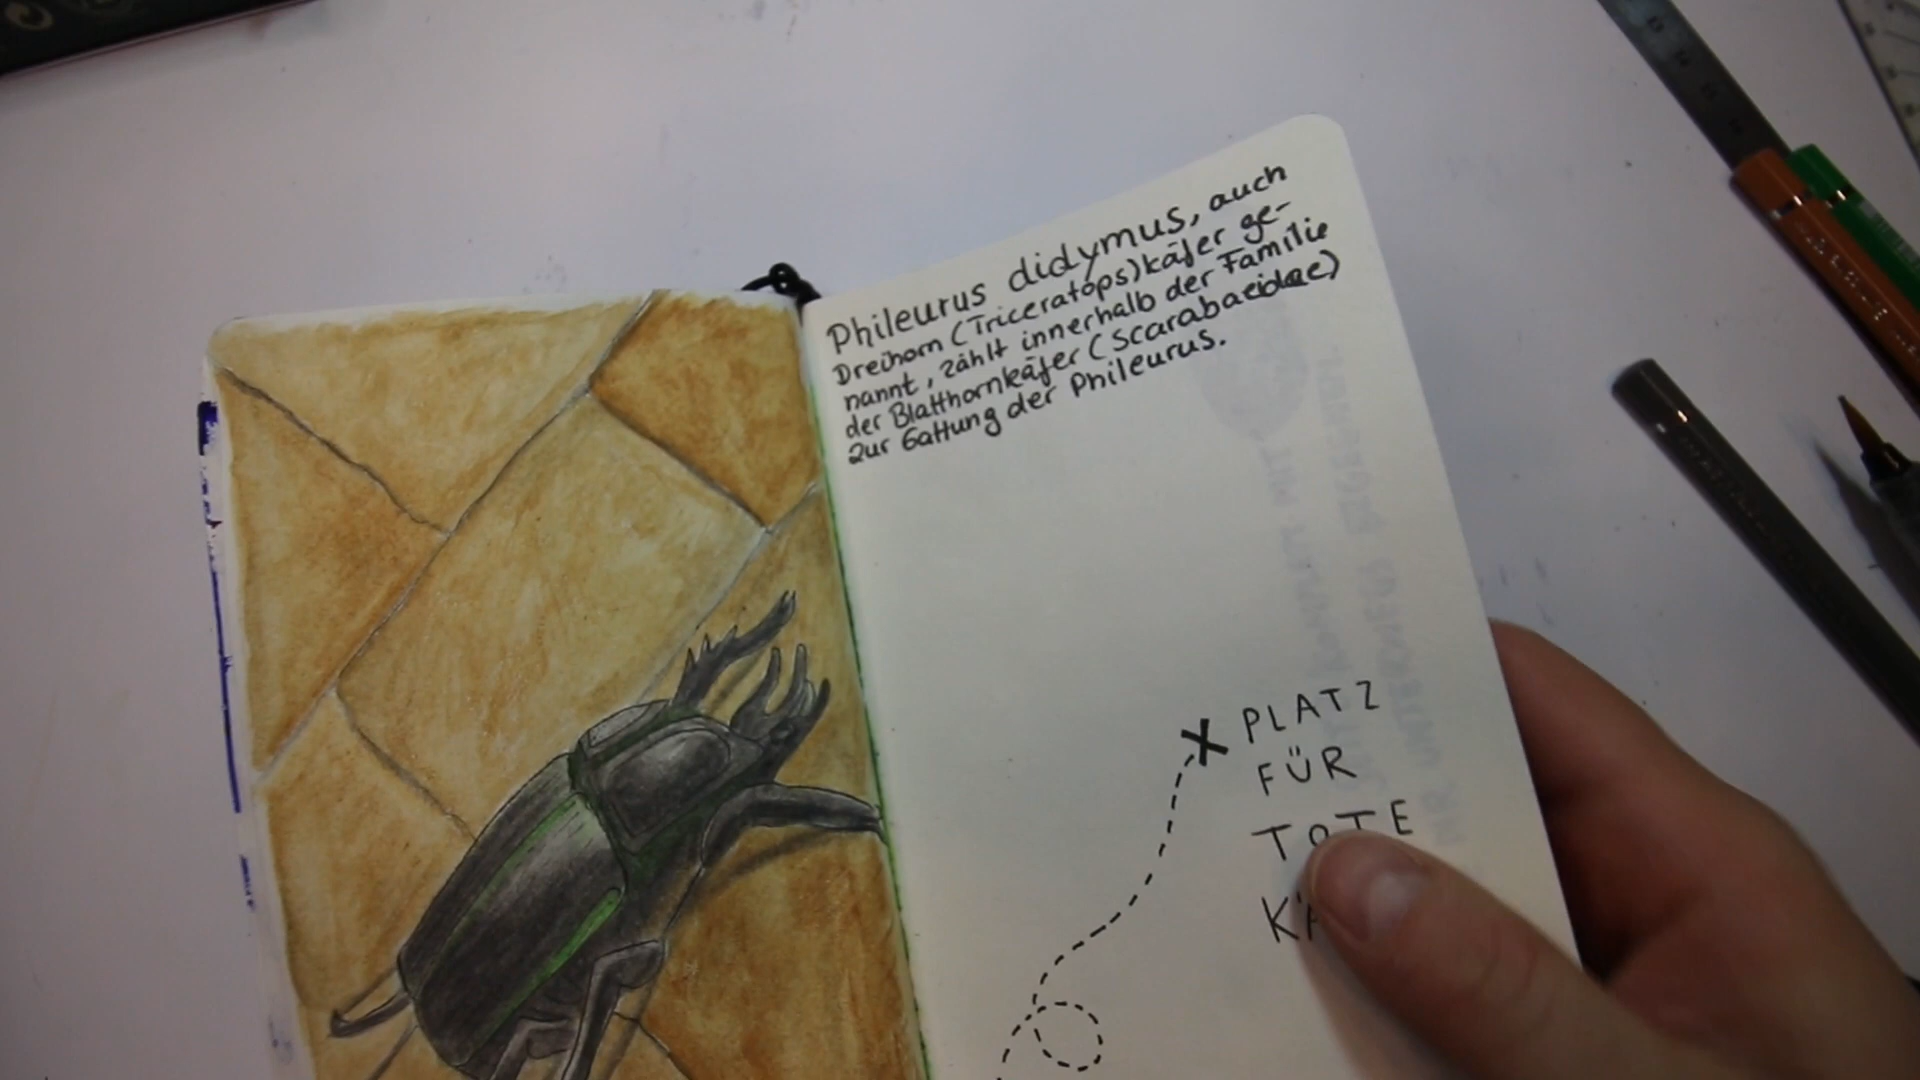 Phileurus didymus, auch
Dreihorn (Triceratops)käfer ge-
nannt, zählt innerhalb der Familie
der Blatthornkäfer (Scarabaeidae)
zur Gattung der Phileurus.
X PLATZ
FÜR
TOTE